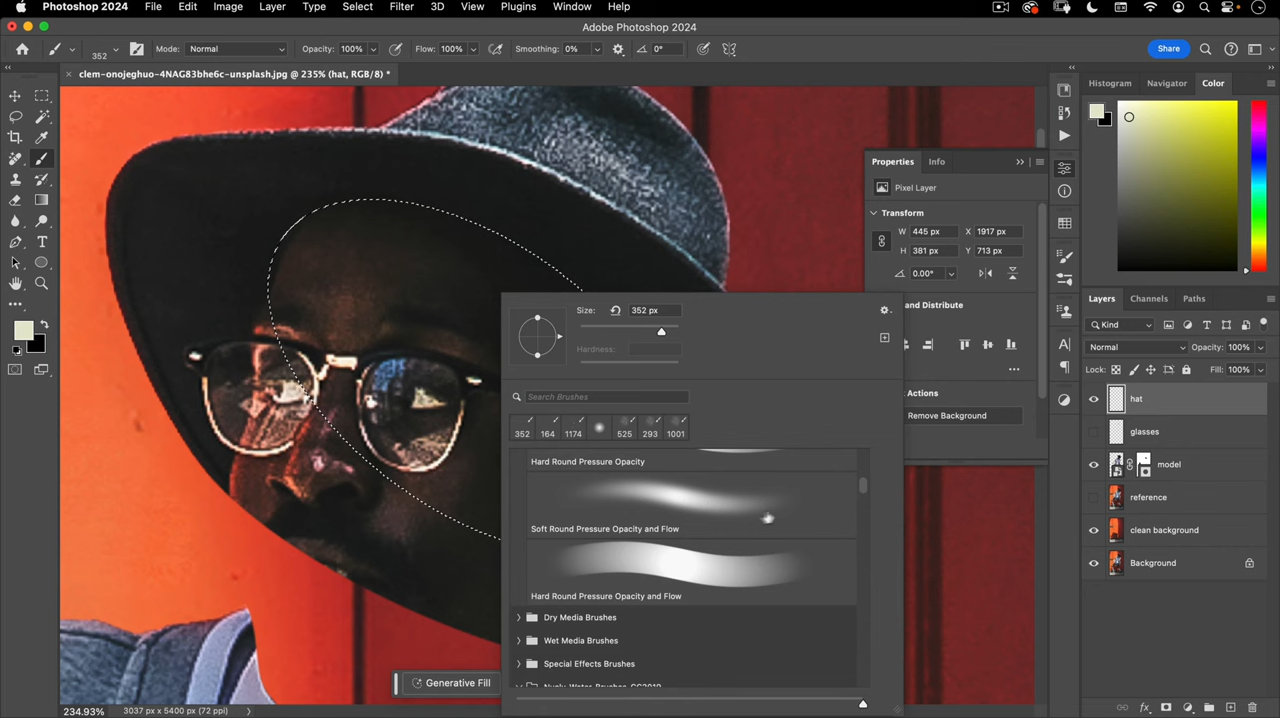 Photoshop 2024 File Edit Image Layer Type Select Filter 3D View Plugins Window Help
Adobe Photoshop 2024
352 Mode: Normal Opacity: 100% Flow: 100% Smoothing: 0% 0° Share
clem-onojeghuo-4NAG83bhe6c-unsplash.jpg @ 235% (hat, RGB/8) *
Histogram Navigator Color
Properties Info
Pixel Layer
Transform
W 445 px X 1917 px
H 381 px Y 713 px
0.00°
and Distribute
Actions
Remove Background
Size: 352 px
Hardness:
Search Brushes
352 164 1174 525 293 1001
Hard Round Pressure Opacity
Soft Round Pressure Opacity and Flow
Hard Round Pressure Opacity and Flow
Dry Media Brushes
Wet Media Brushes
Special Effects Brushes
Generative Fill
Layers Channels Paths
Kind
Normal Opacity: 100%
Lock: Fill: 100%
hat
glasses
model
reference
clean background
Background
234.93% 3037 px x 5400 px (72 ppi)